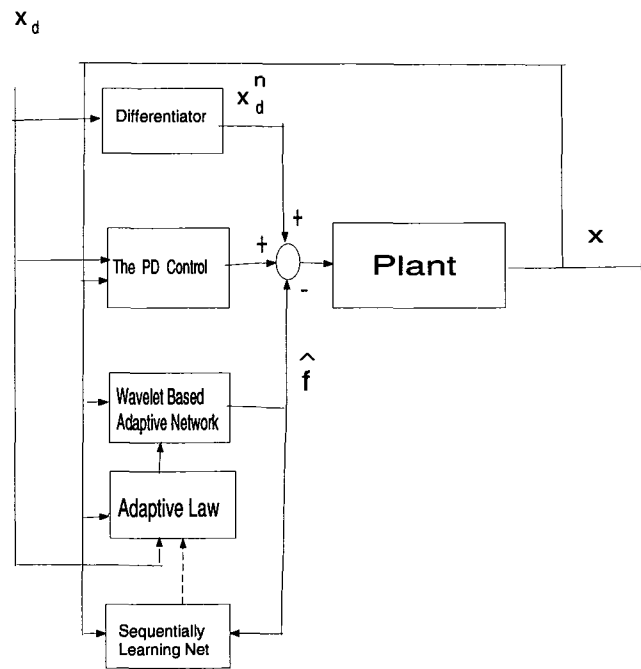 x_d
Differentiator
x_d^n
+
The PD Control
+
-
Plant
x
f̂
Wavelet Based
Adaptive Network
Adaptive Law
Sequentially
Learning Net